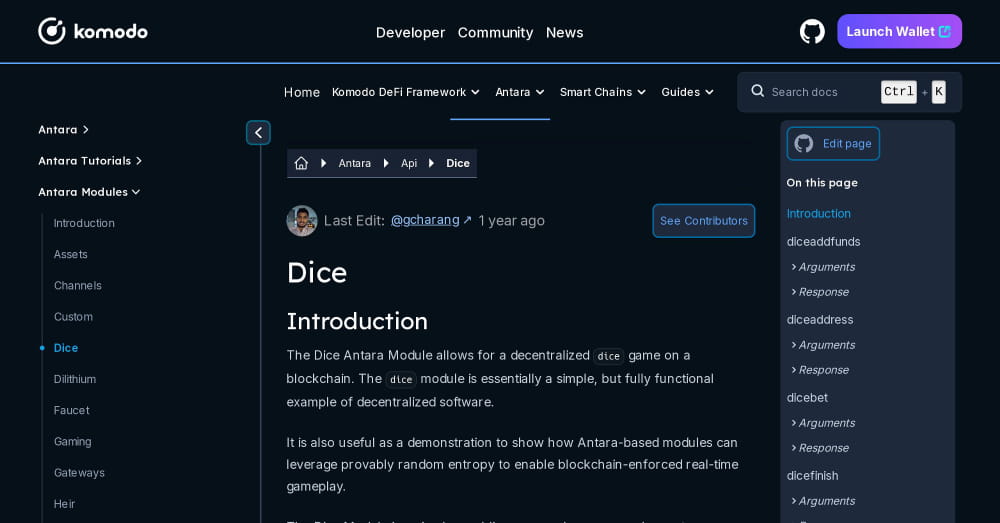 komodo
Developer Community News
Launch Wallet
Home Komodo DeFi Framework Antara Smart Chains Guides
Search docs Ctrl + K
Antara
Antara Tutorials
Antara Modules
Introduction
Assets
Channels
Custom
Dice
Dilithium
Faucet
Gaming
Gateways
Heir
Antara Api Dice
Last Edit: @gcharang ↗ 1 year ago
See Contributors
Dice
Introduction
The Dice Antara Module allows for a decentralized dice game on a
blockchain. The dice module is essentially a simple, but fully functional
example of decentralized software.
It is also useful as a demonstration to show how Antara-based modules can
leverage provably random entropy to enable blockchain-enforced real-time
gameplay.
Edit page
On this page
Introduction
diceaddfunds
Arguments
Response
diceaddress
Arguments
Response
dicebet
Arguments
Response
dicefinish
Arguments